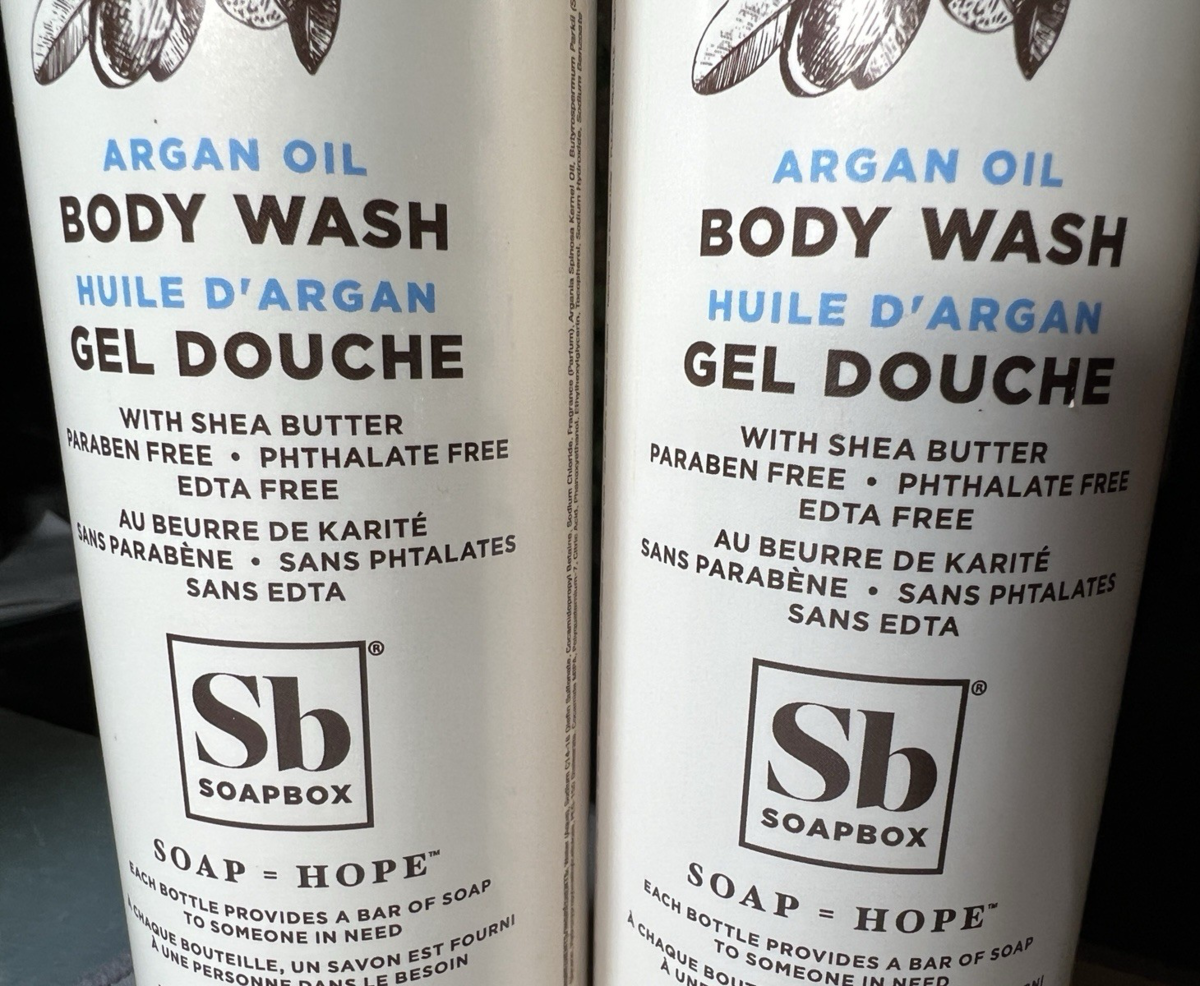 ARGAN OIL
BODY WASH
HUILE D'ARGAN
GEL DOUCHE
WITH SHEA BUTTER
PARABEN FREE • PHTHALATE FREE
EDTA FREE
AU BEURRE DE KARITÉ
SANS PARABÈNE • SANS PHTALATES
SANS EDTA
Sb®
SOAPBOX
SOAP = HOPE™
EACH BOTTLE PROVIDES A BAR OF SOAP
TO SOMEONE IN NEED
À CHAQUE BOUTEILLE, UN SAVON EST FOURNI
À UNE PERSONNE DANS LE BESOIN
ARGAN OIL
BODY WASH
HUILE D'ARGAN
GEL DOUCHE
WITH SHEA BUTTER
PARABEN FREE • PHTHALATE FREE
EDTA FREE
AU BEURRE DE KARITÉ
SANS PARABÈNE • SANS PHTALATES
SANS EDTA
Sb®
SOAPBOX
SOAP = HOPE™
EACH BOTTLE PROVIDES A BAR OF SOAP
TO SOMEONE IN NEED
À CHAQUE
À UNE